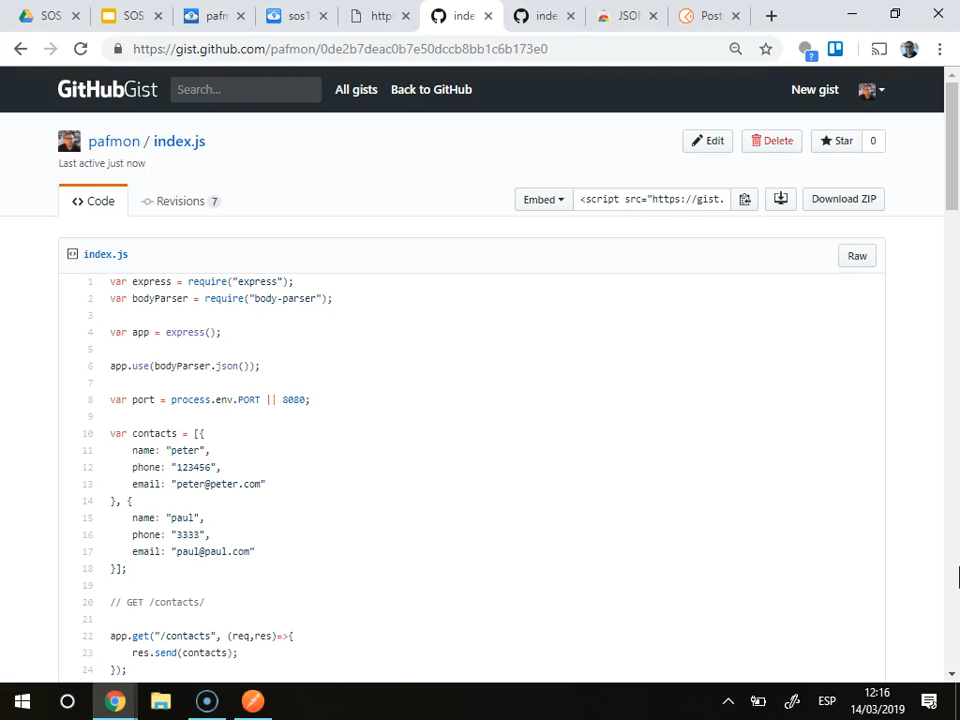 SOS
SOS
pafm
sos1
http
inde
inde
JSON
Post
https://gist.github.com/pafmon/0de2b7deac0b7e50dccb8bb1c6b173e0
?
GitHubGist
Search...
All gists
Back to GitHub
New gist
pafmon / index.js
Last active just now
Edit
Delete
Star
0
<> Code
Revisions 7
Embed
<script src="https://gist.
Download ZIP
index.js
Raw
1 var express = require("express");
2 var bodyParser = require("body-parser");
3
4 var app = express();
5
6 app.use(bodyParser.json());
7
8 var port = process.env.PORT || 8080;
9
10 var contacts = [{
11 name: "peter",
12 phone: "123456",
13 email: "peter@peter.com"
14 }, {
15 name: "paul",
16 phone: "3333",
17 email: "paul@paul.com"
18 }];
19
20 // GET /contacts/
21
22 app.get("/contacts", (req,res)=>{
23 res.send(contacts);
24 });
ESP
12:16
14/03/2019